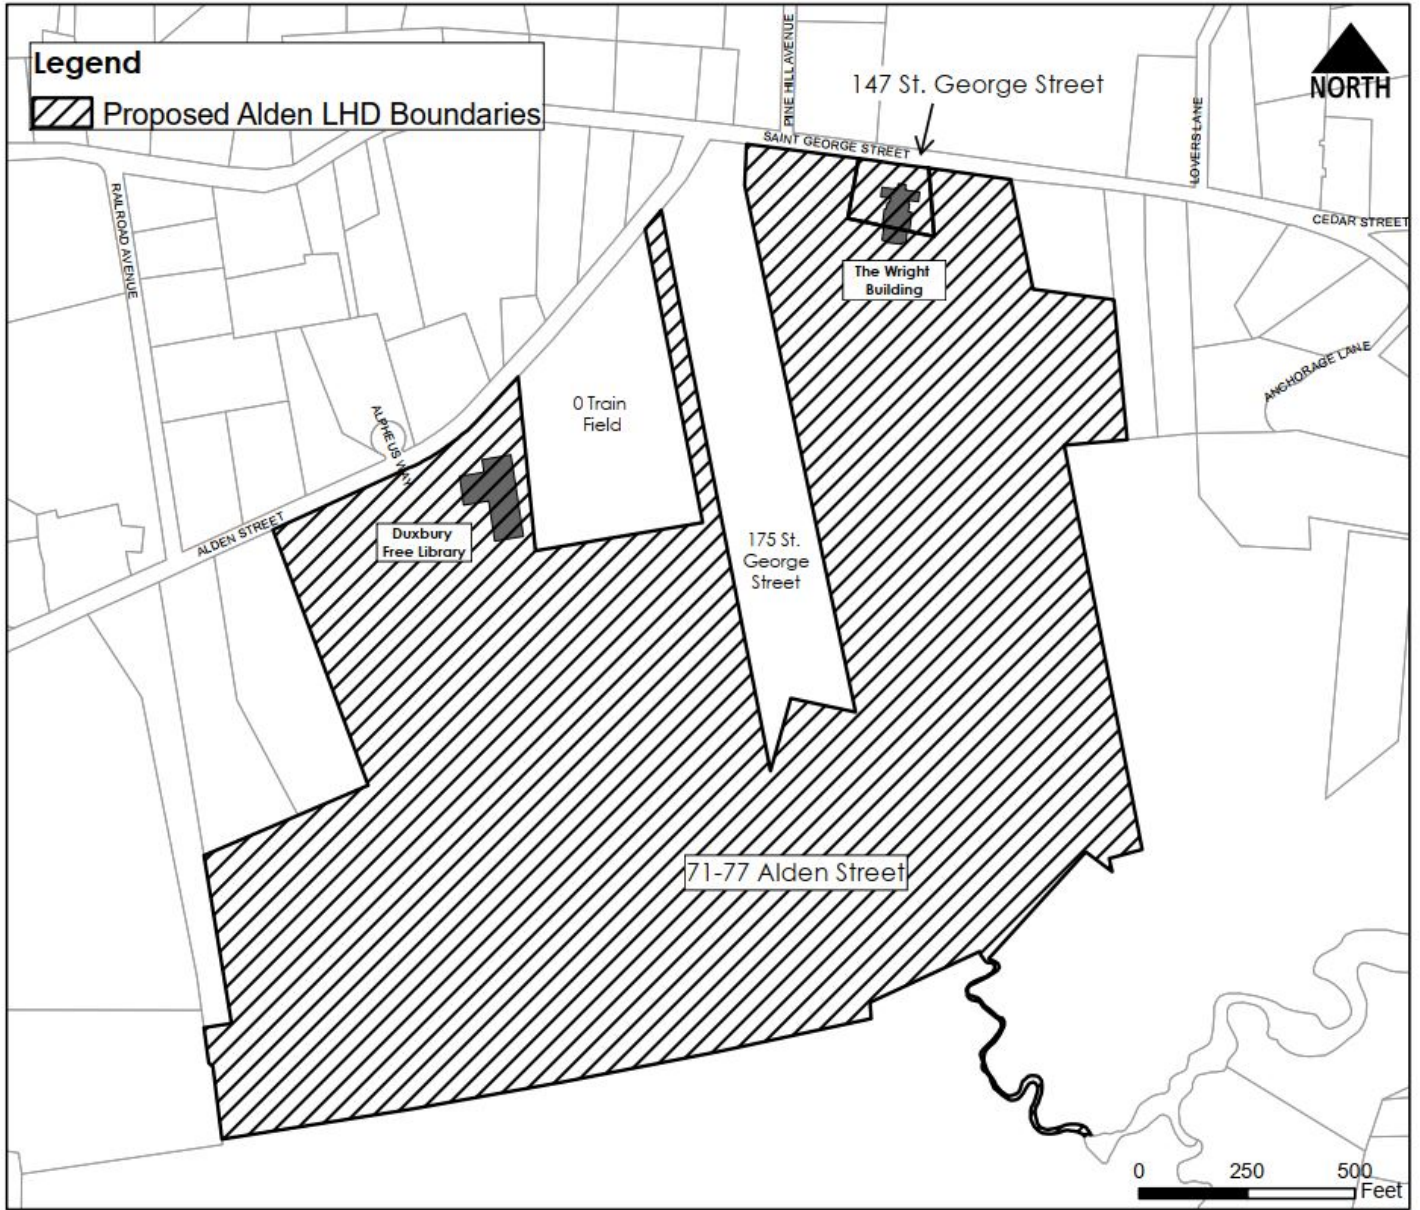 Legend
Proposed Alden LHD Boundaries
PINE HILL AVENUE
147 St. George Street
NORTH
SAINT GEORGE STREET
LOVERS LANE
RAILROAD AVENUE
CEDAR STREET
The Wright
Building
ANCHORAGE LANE
0 Train
Field
ALPHEUS WAY
ALDEN STREET
Duxbury
Free Library
175 St.
George
Street
71-77 Alden Street
0 250 500
Feet